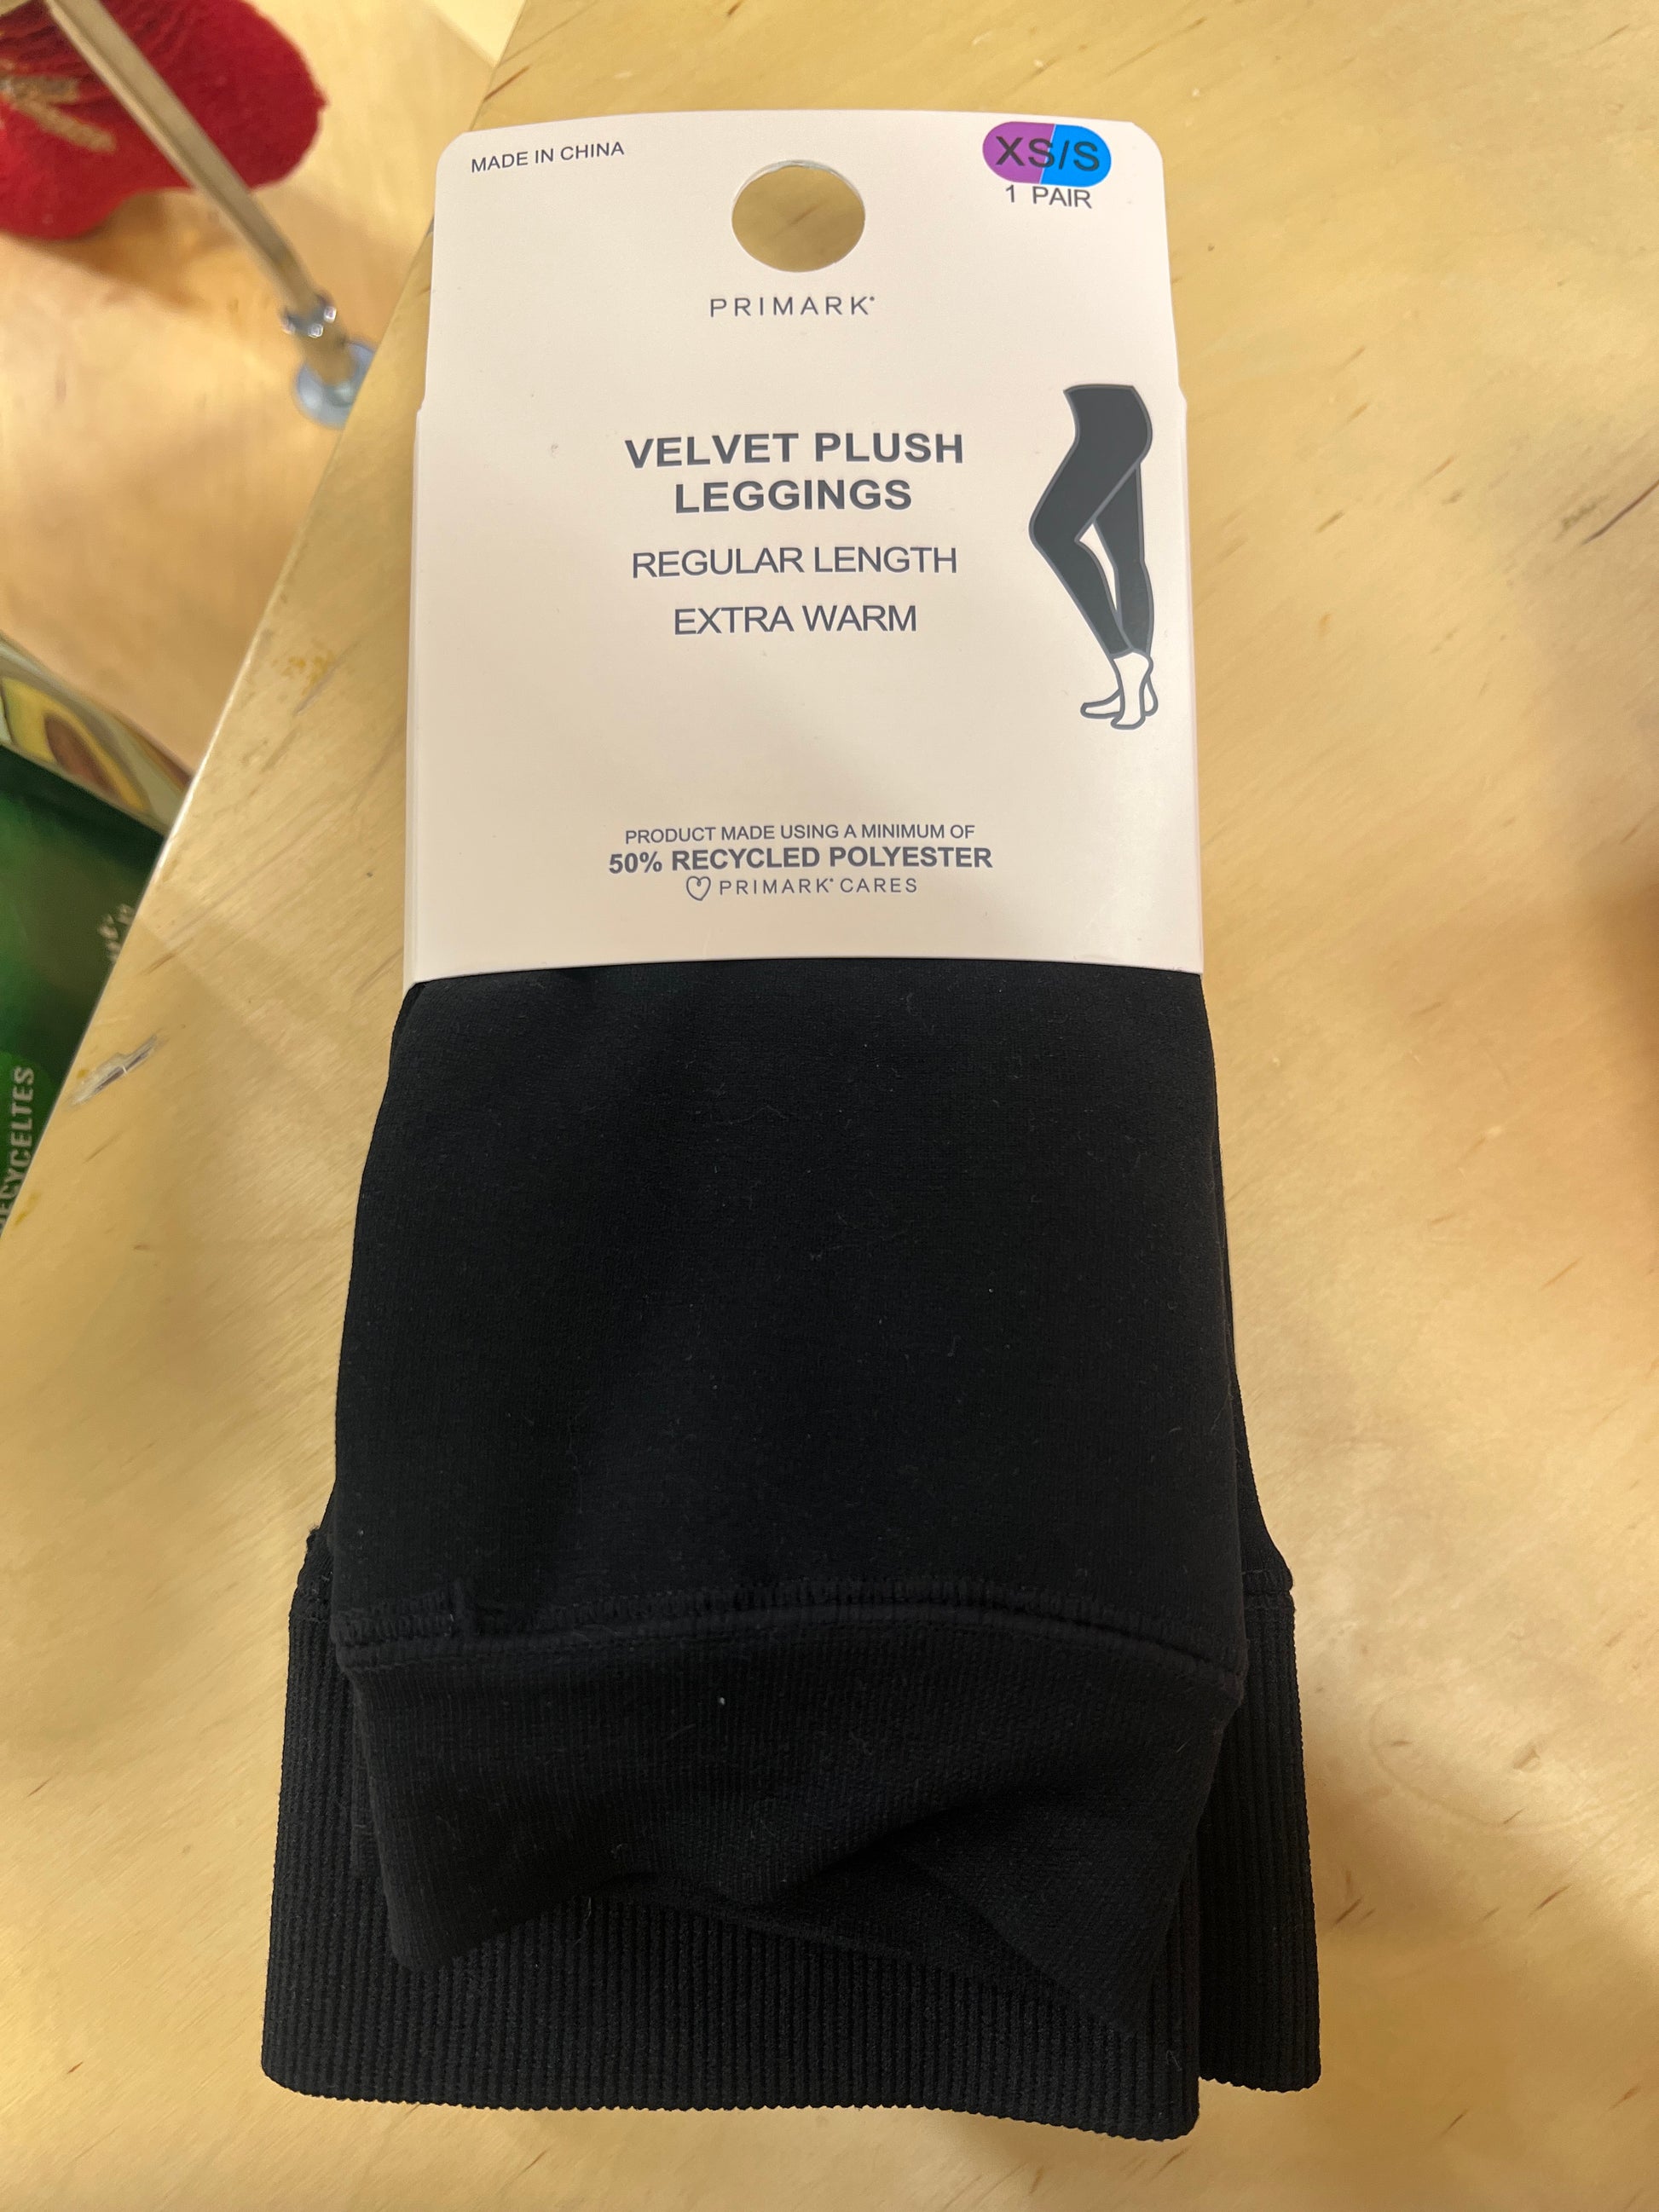 MADE IN CHINA
XS/S
1 PAIR
PRIMARK®
VELVET PLUSH
LEGGINGS
REGULAR LENGTH
EXTRA WARM
PRODUCT MADE USING A MINIMUM OF
50% RECYCLED POLYESTER
PRIMARK® CARES